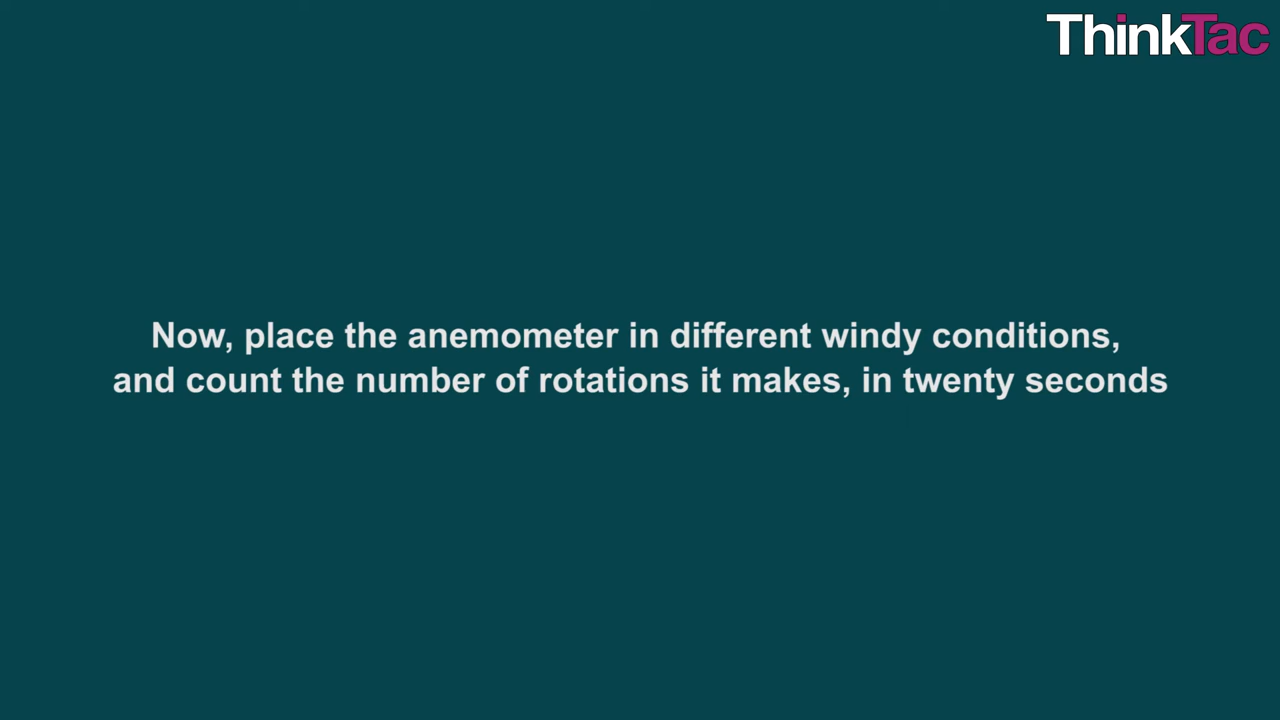 ThinkTac
Now, place the anemometer in different windy conditions,
and count the number of rotations it makes, in twenty seconds